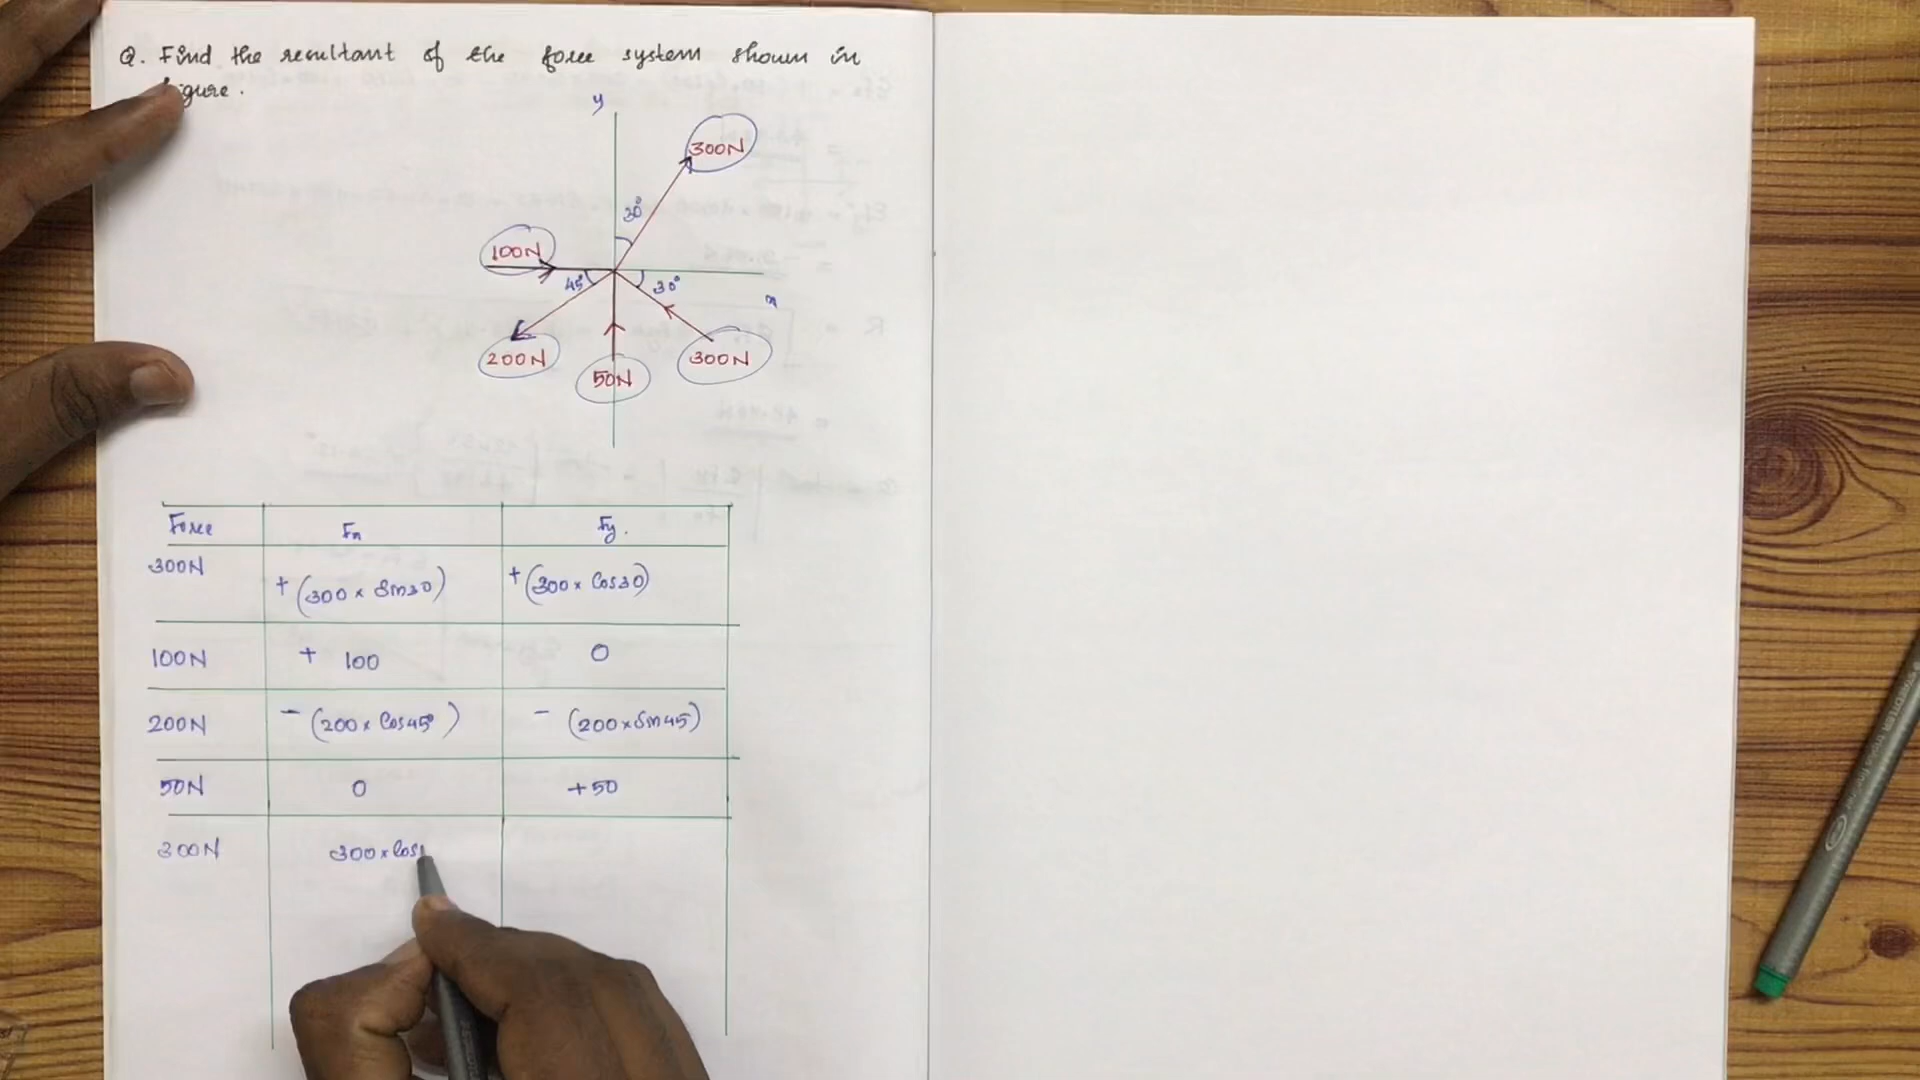 Q. Find the resultant of the force system shown in
figure.
y
300N
30°
100N
45°
30°
x
200N
50N
300N
Force Fx Fy.
300N +(300 × Sin30) +(300 × Cos30)
100N + 100 0
200N - (200 × Cos45°) - (200 × Sin45)
50N 0 +50
300N 300 × Cos